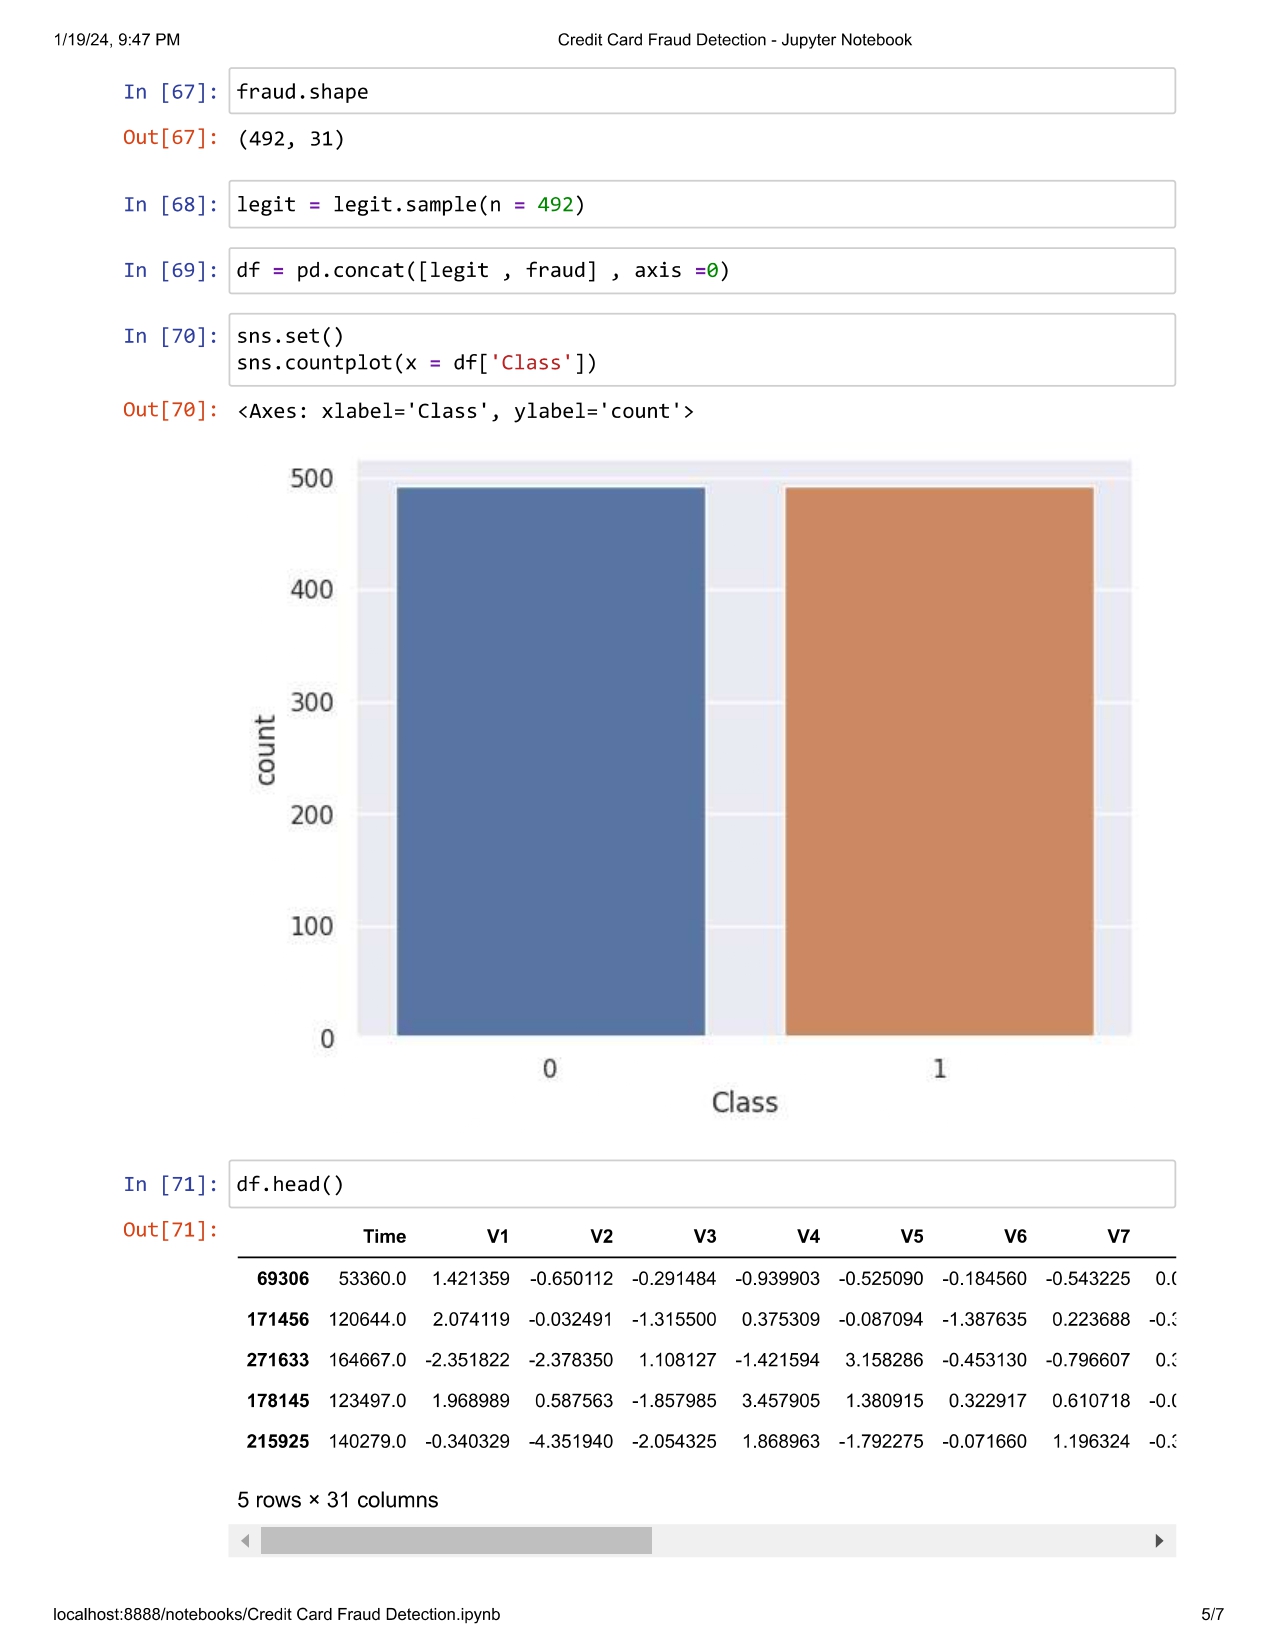 1/19/24, 9:47 PM Credit Card Fraud Detection - Jupyter Notebook
In [67]: fraud.shape
Out[67]: (492, 31)
In [68]: legit = legit.sample(n = 492)
In [69]: df = pd.concat([legit , fraud] , axis =0)
In [70]: sns.set()
sns.countplot(x = df['Class'])
Out[70]: <Axes: xlabel='Class', ylabel='count'>
500
400
300
200
100
0
count
0 1
Class
In [71]: df.head()
Out[71]:
Time V1 V2 V3 V4 V5 V6 V7
69306 53360.0 1.421359 -0.650112 -0.291484 -0.939903 -0.525090 -0.184560 -0.543225 0.0
171456 120644.0 2.074119 -0.032491 -1.315500 0.375309 -0.087094 -1.387635 0.223688 -0.3
271633 164667.0 -2.351822 -2.378350 1.108127 -1.421594 3.158286 -0.453130 -0.796607 0.3
178145 123497.0 1.968989 0.587563 -1.857985 3.457905 1.380915 0.322917 0.610718 -0.0
215925 140279.0 -0.340329 -4.351940 -2.054325 1.868963 -1.792275 -0.071660 1.196324 -0.3
5 rows × 31 columns
localhost:8888/notebooks/Credit Card Fraud Detection.ipynb 5/7